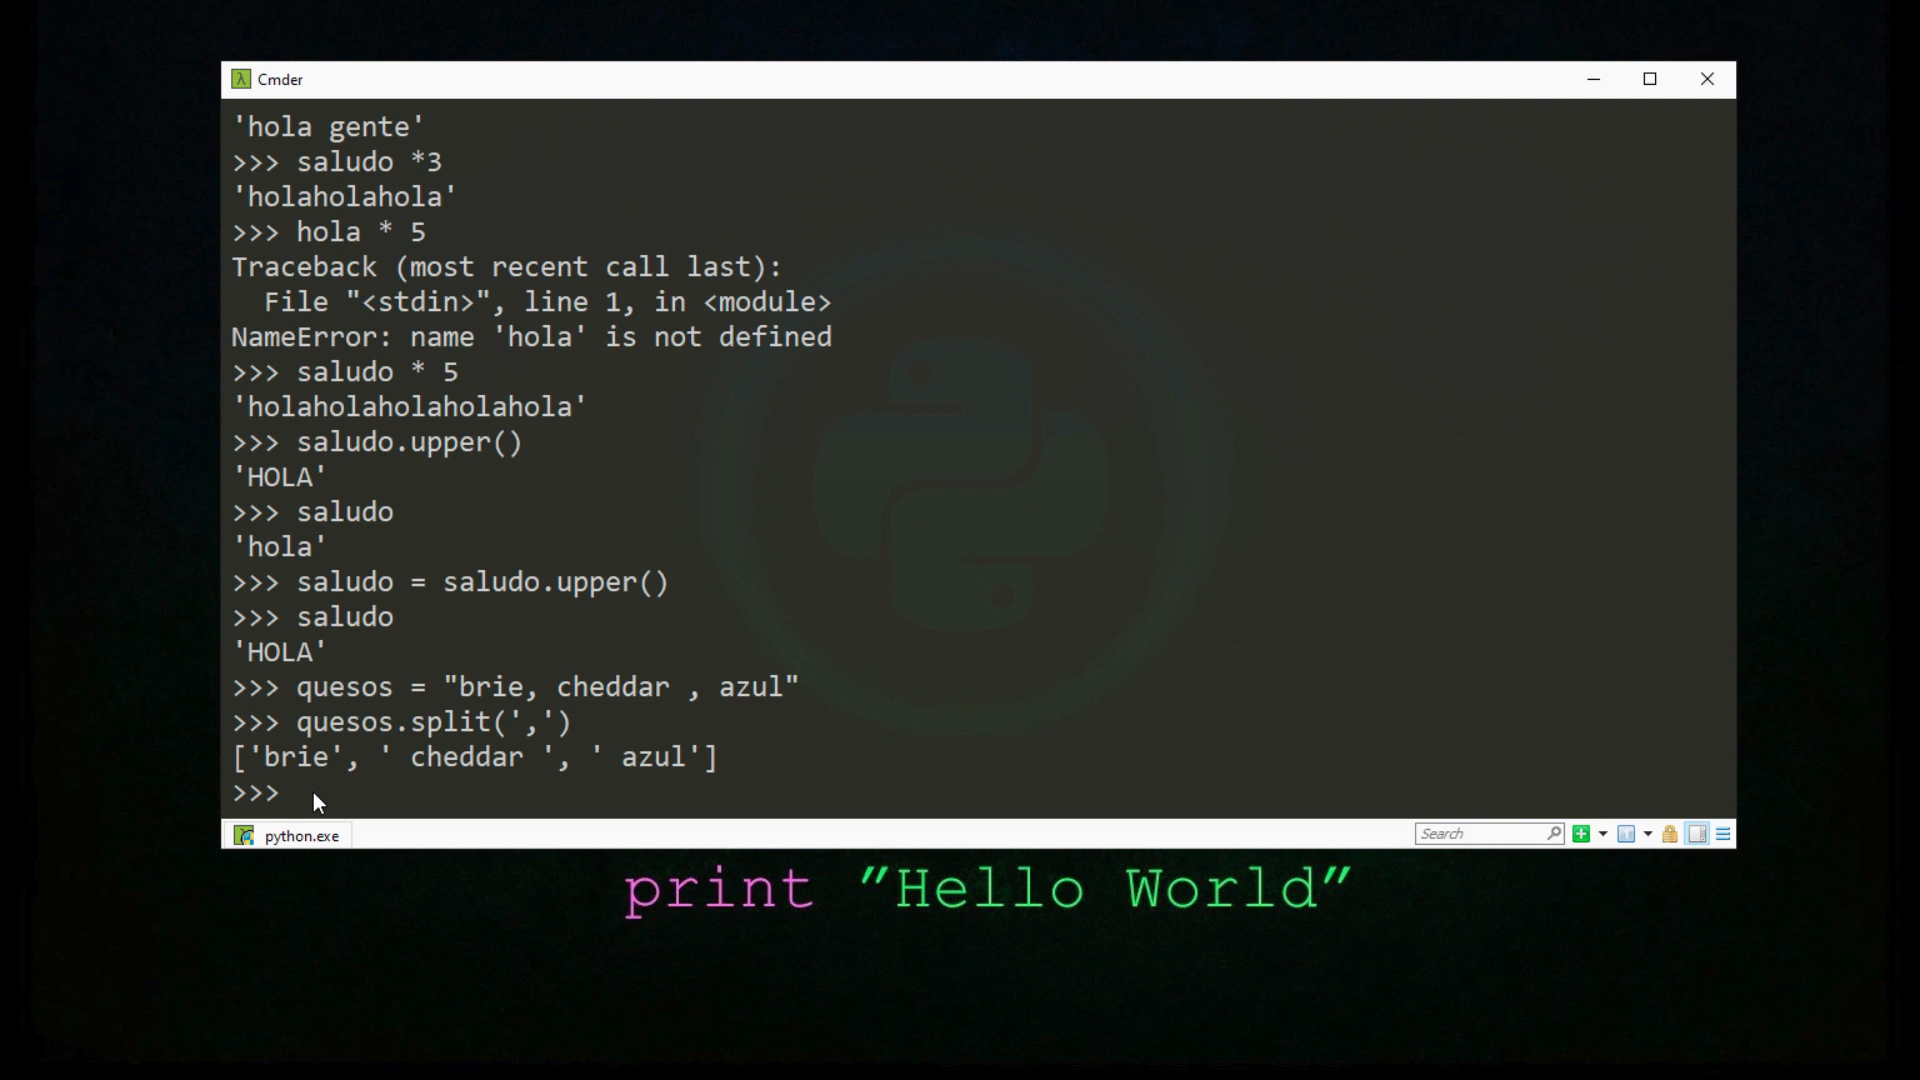 Cmder
'hola gente'
>>> saludo *3
'holaholahola'
>>> hola * 5
Traceback (most recent call last):
  File "<stdin>", line 1, in <module>
NameError: name 'hola' is not defined
>>> saludo * 5
'holaholaholaholahola'
>>> saludo.upper()
'HOLA'
>>> saludo
'hola'
>>> saludo = saludo.upper()
>>> saludo
'HOLA'
>>> quesos = "brie, cheddar , azul"
>>> quesos.split(',')
['brie', ' cheddar ', ' azul']
>>>
python.exe
Search
print "Hello World"